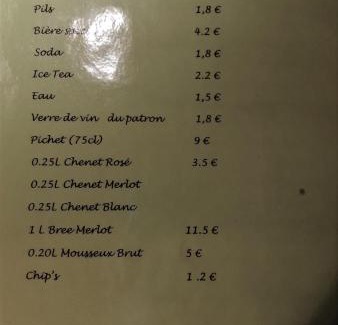 Pils 1,8 €
Bière 4.2 €
Soda 1,8 €
Ice Tea 2.2 €
Eau 1,5 €
Verre de vin du patron 1,8 €
Pichet (75cl) 9 €
0.25L Chenet Rosé 3.5 €
0.25L Chenet Merlot
0.25L Chenet Blanc
1 L Bree Merlot 11.5 €
0.20L Mousseux Brut 5 €
Chip's 1.2 €